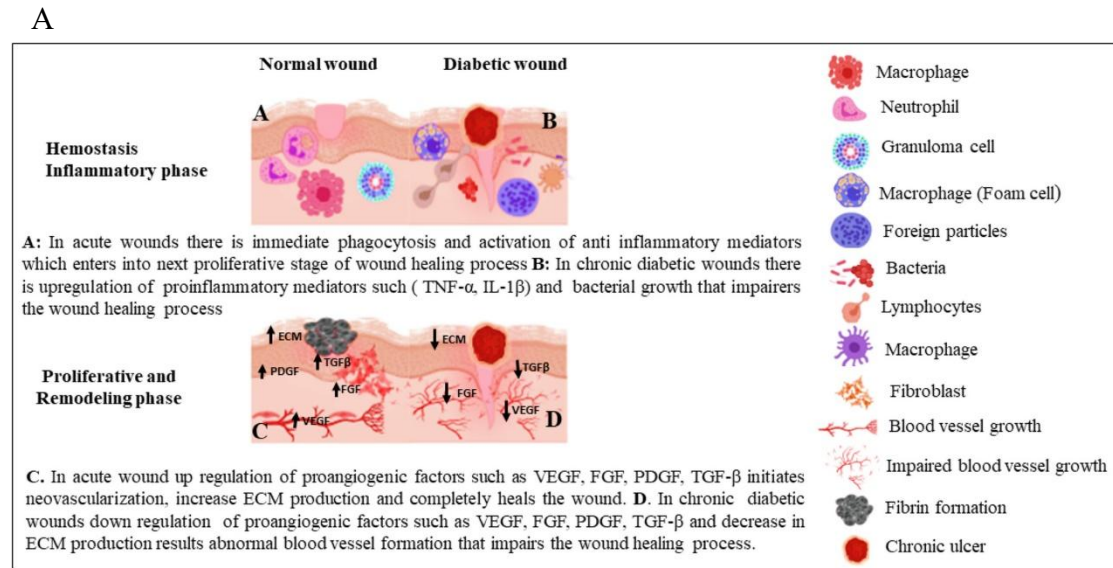 A
Normal wound Diabetic wound
A
B
Hemostasis
Inflammatory phase
A: In acute wounds there is immediate phagocytosis and activation of anti inflammatory mediators
which enters into next proliferative stage of wound healing process B: In chronic diabetic wounds there
is upregulation of proinflammatory mediators such ( TNF-α, IL-1β) and bacterial growth that impairers
the wound healing process
ECM
TGFβ
PDGF
FGF
VEGF
C
ECM
TGFβ
FGF
VEGF
D
Proliferative and
Remodeling phase
C. In acute wound up regulation of proangiogenic factors such as VEGF, FGF, PDGF, TGF-β initiates
neovascularization, increase ECM production and completely heals the wound. D. In chronic diabetic
wounds down regulation of proangiogenic factors such as VEGF, FGF, PDGF, TGF-β and decrease in
ECM production results abnormal blood vessel formation that impairs the wound healing process.
Macrophage
Neutrophil
Granuloma cell
Macrophage (Foam cell)
Foreign particles
Bacteria
Lymphocytes
Macrophage
Fibroblast
Blood vessel growth
Impaired blood vessel growth
Fibrin formation
Chronic ulcer